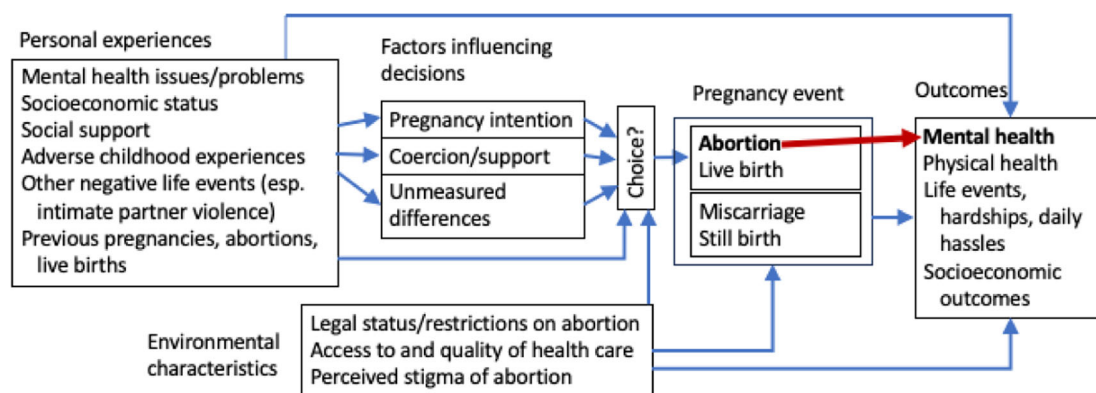 Personal experiences
Mental health issues/problems
Socioeconomic status
Social support
Adverse childhood experiences
Other negative life events (esp.
intimate partner violence)
Previous pregnancies, abortions,
live births
Factors influencing
decisions
Pregnancy intention
Coercion/support
Unmeasured
differences
Choice?
Pregnancy event
Abortion
Live birth
Miscarriage
Still birth
Outcomes
Mental health
Physical health
Life events,
hardships, daily
hassles
Socioeconomic
outcomes
Environmental
characteristics
Legal status/restrictions on abortion
Access to and quality of health care
Perceived stigma of abortion